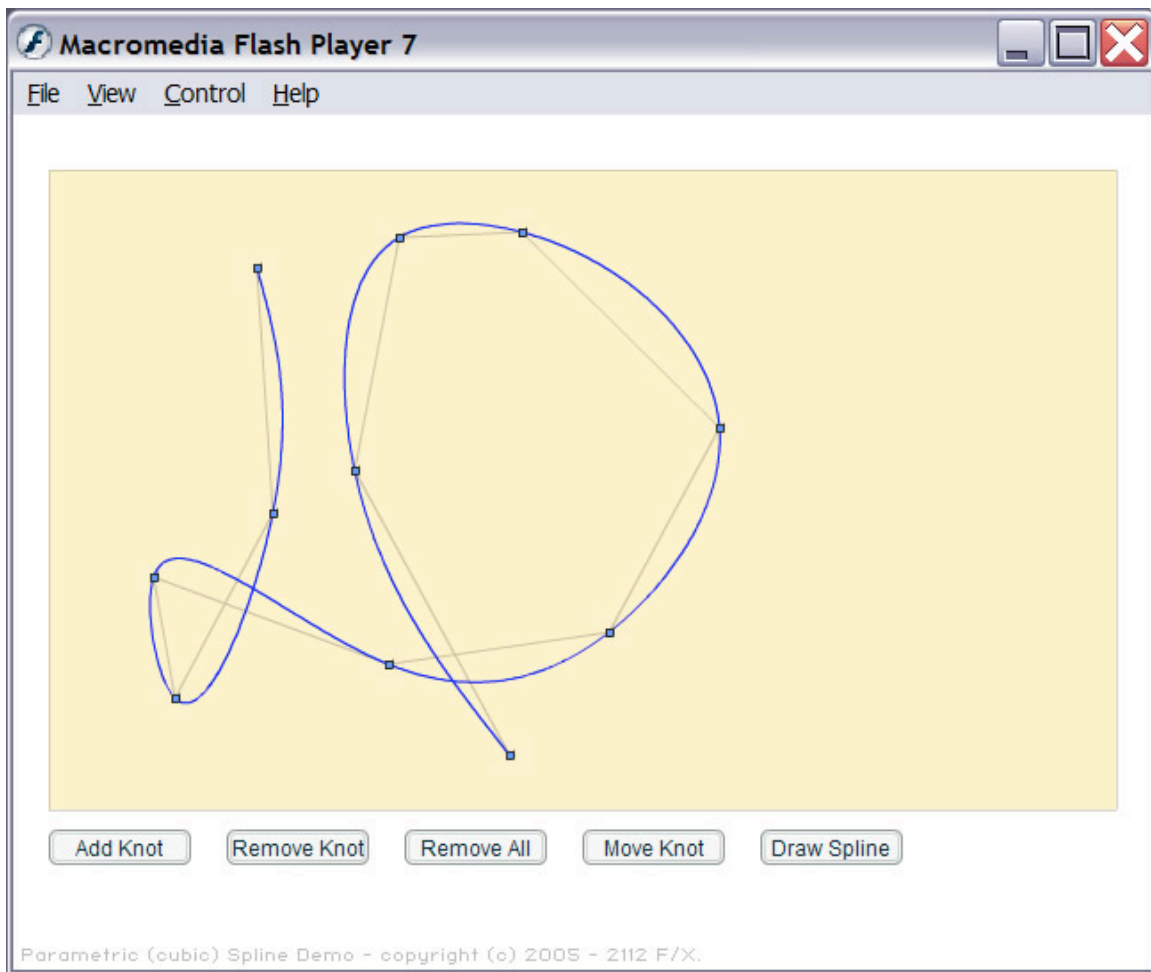 Macromedia Flash Player 7
File View Control Help
Add Knot Remove Knot Remove All Move Knot Draw Spline
Parametric (cubic) Spline Demo - copyright (c) 2005 - 2112 F/X.